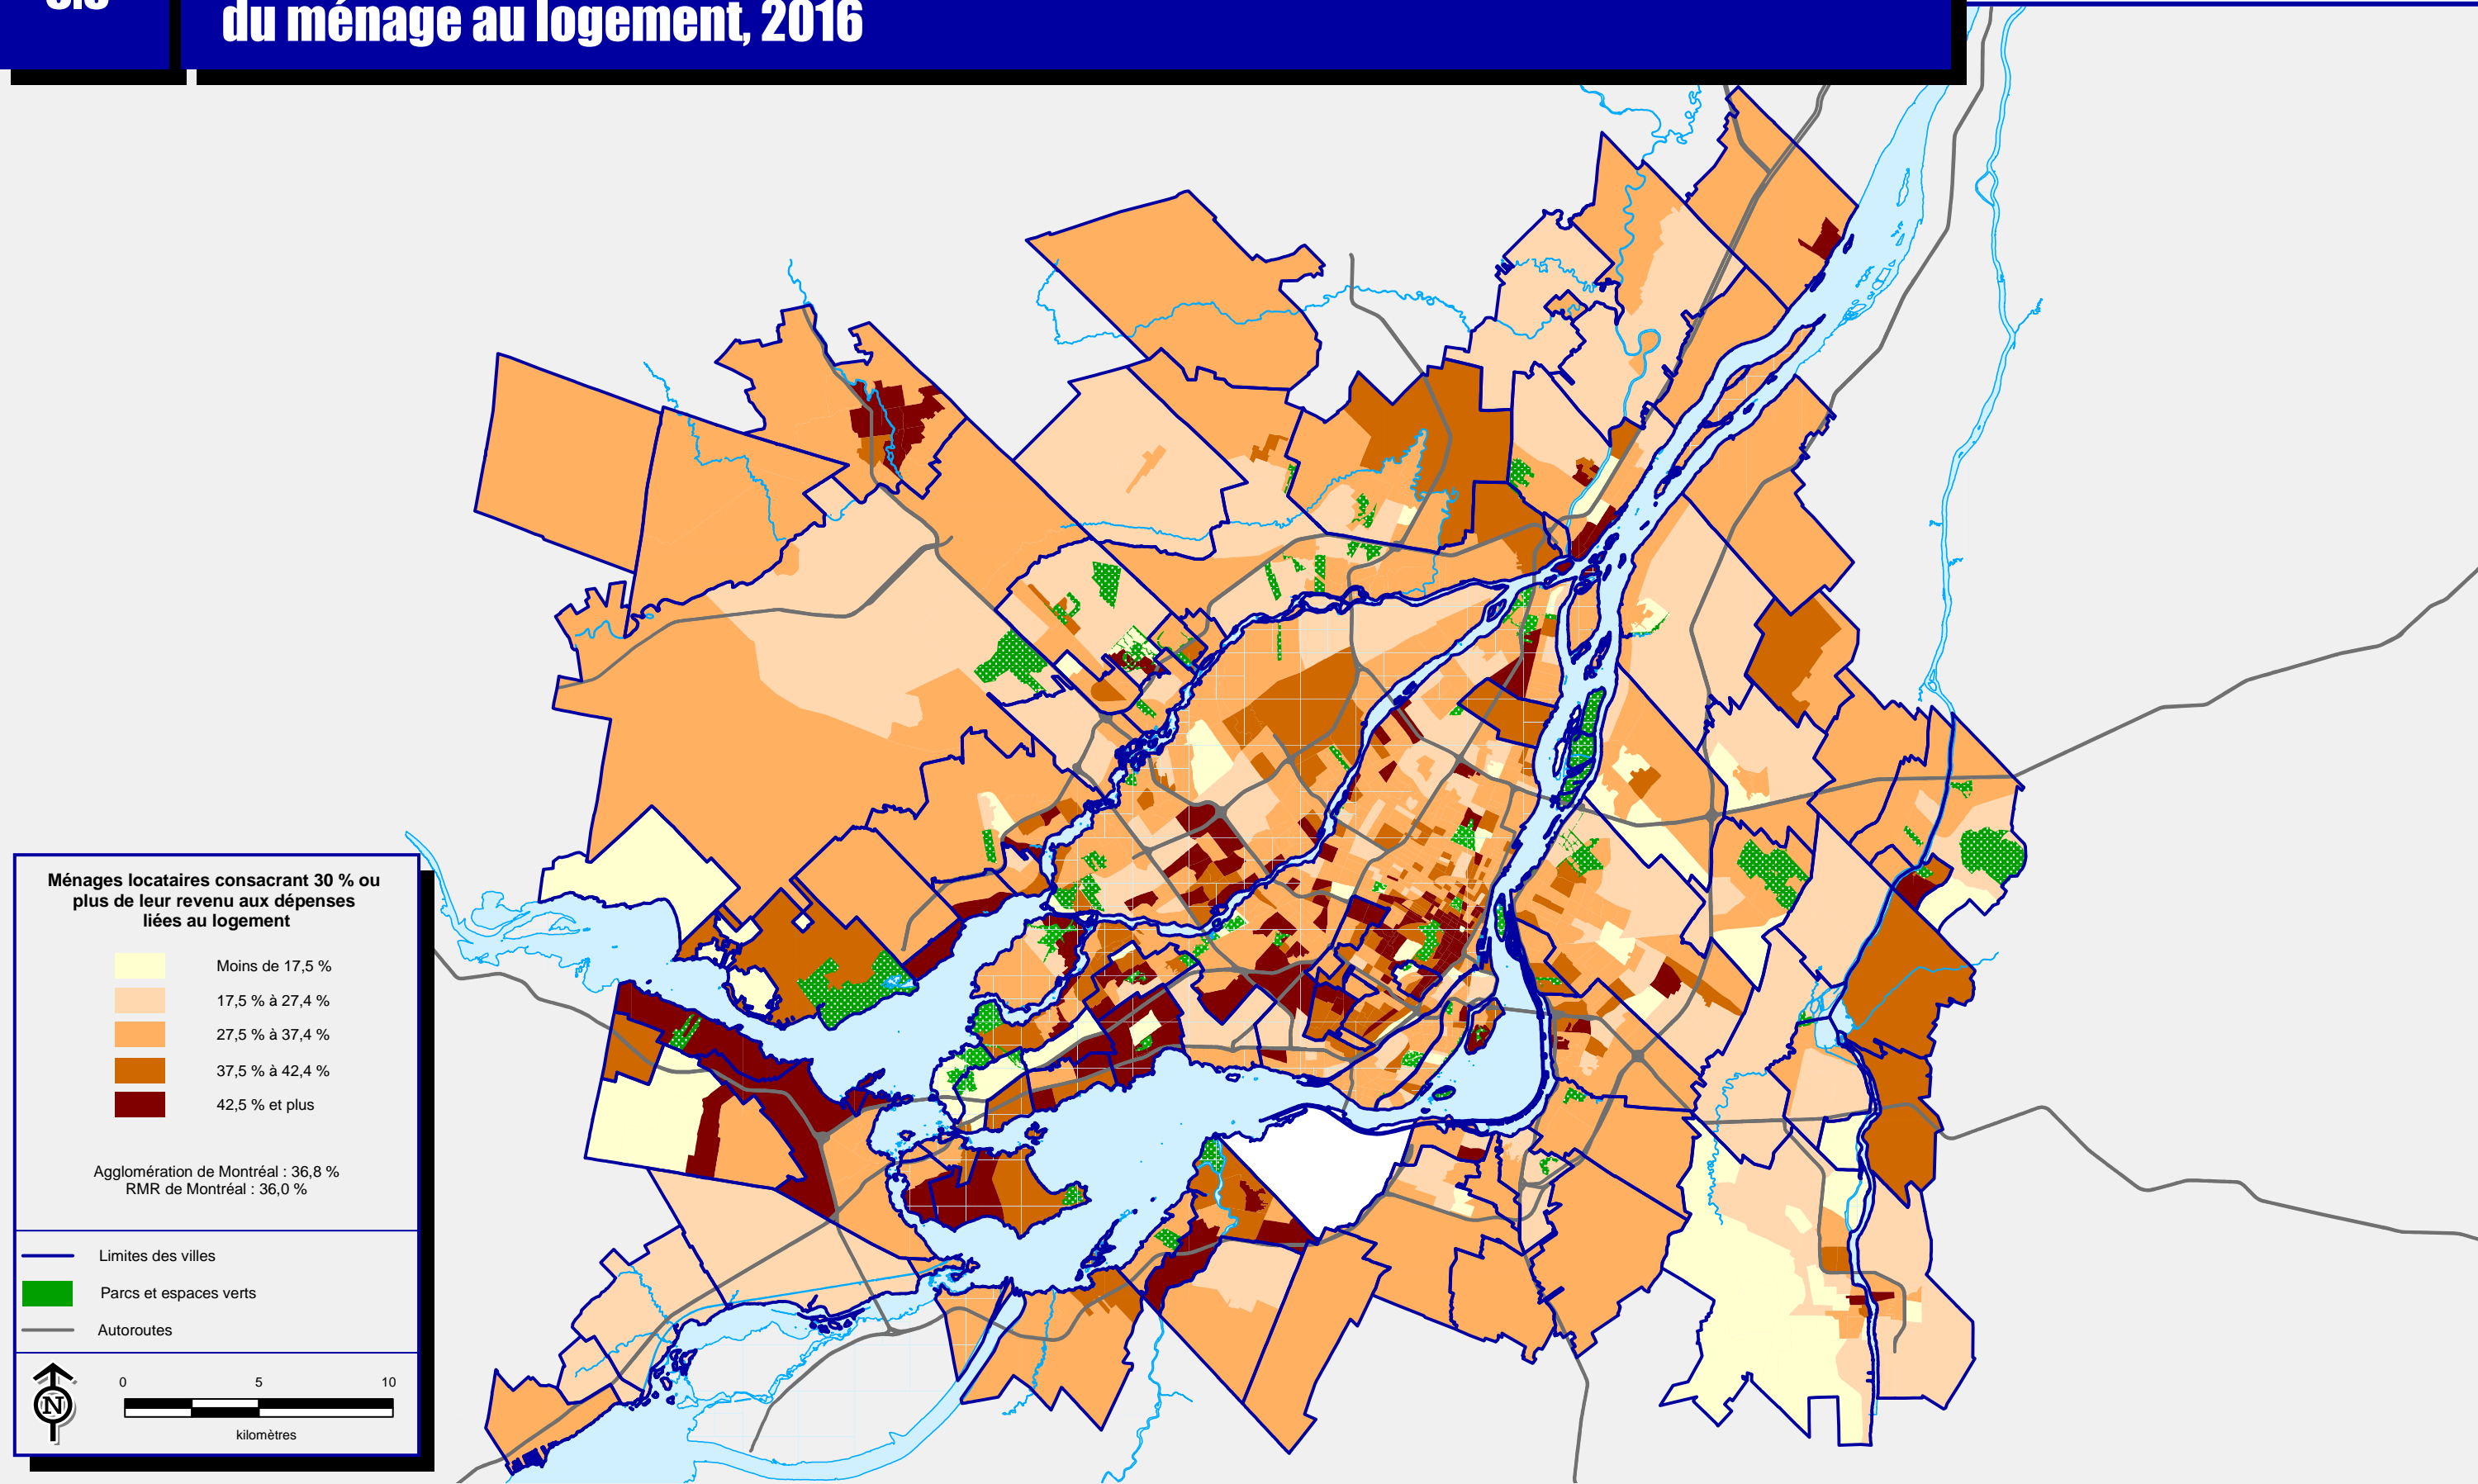 du ménage au logement, 2016
Ménages locataires consacrant 30 % ou
plus de leur revenu aux dépenses
liées au logement
Moins de 17,5 %
17,5 % à 27,4 %
27,5 % à 37,4 %
37,5 % à 42,4 %
42,5 % et plus
Agglomération de Montréal : 36,8 %
RMR de Montréal : 36,0 %
Limites des villes
Parcs et espaces verts
Autoroutes
N
0 5 10
kilomètres